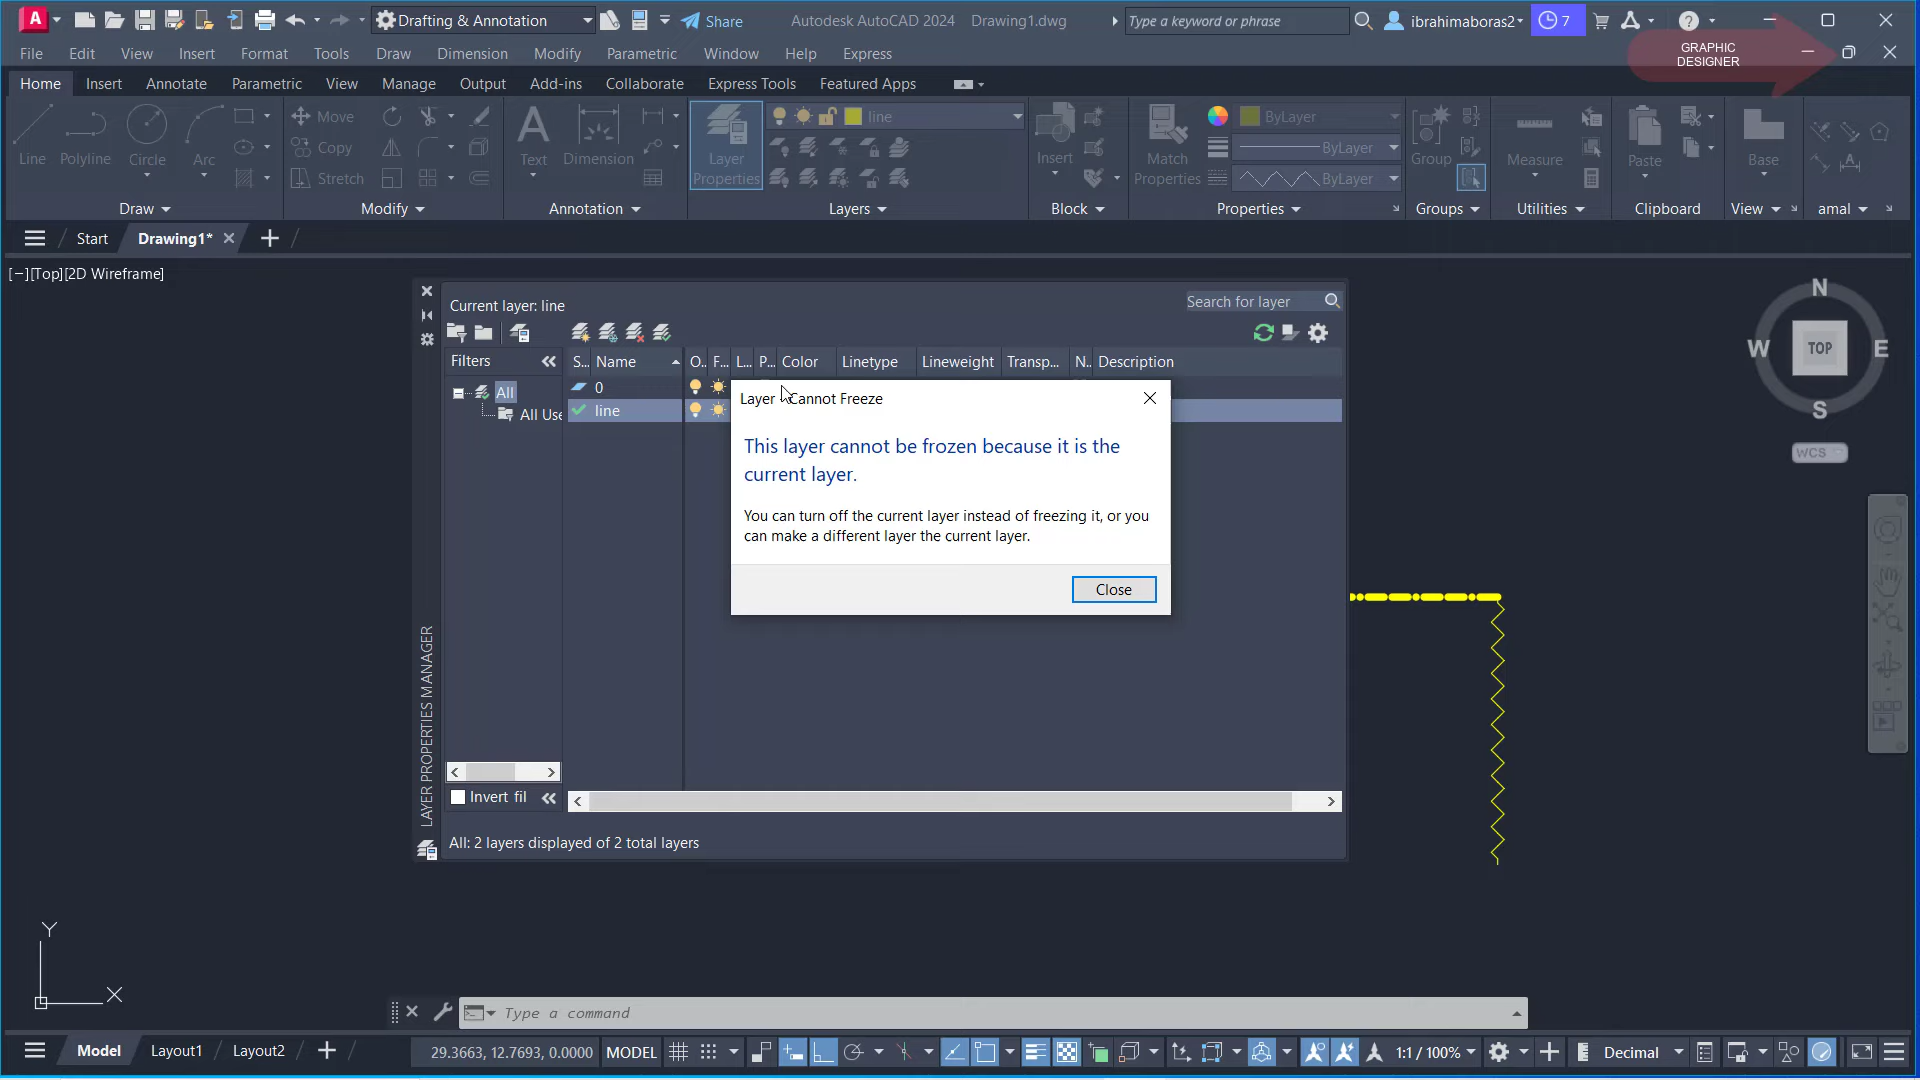 A
Drafting & Annotation
Share
Autodesk AutoCAD 2024
Drawing1.dwg
Type a keyword or phrase
ibrahimaboras2
7
File
Edit
View
Insert
Format
Tools
Draw
Dimension
Modify
Parametric
Window
Help
Express
GRAPHIC
DESIGNER
Home
Insert
Annotate
Parametric
View
Manage
Output
Add-ins
Collaborate
Express Tools
Featured Apps
Line
Polyline
Circle
Arc
Draw
Move
Copy
Stretch
Modify
Text
Dimension
Annotation
Layer
Properties
line
Layers
Insert
Block
Match
Properties
ByLayer
ByLayer
ByLayer
Properties
Group
Groups
Measure
Utilities
Paste
Clipboard
Base
View
amal
Start
Drawing1*
[−][Top][2D Wireframe]
Current layer: line
Search for layer
Filters
S..
Name
O..
F...
L...
P...
Color
Linetype
Lineweight
Transp...
N..
Description
All
All Use
0
line
Layer - Cannot Freeze
This layer cannot be frozen because it is the
current layer.
You can turn off the current layer instead of freezing it, or you
can make a different layer the current layer.
Close
Invert fil
All: 2 layers displayed of 2 total layers
LAYER PROPERTIES MANAGER
N
W
TOP
E
S
WCS
Y
X
Type a command
Model
Layout1
Layout2
29.3663, 12.7693, 0.0000
MODEL
1:1 / 100%
Decimal